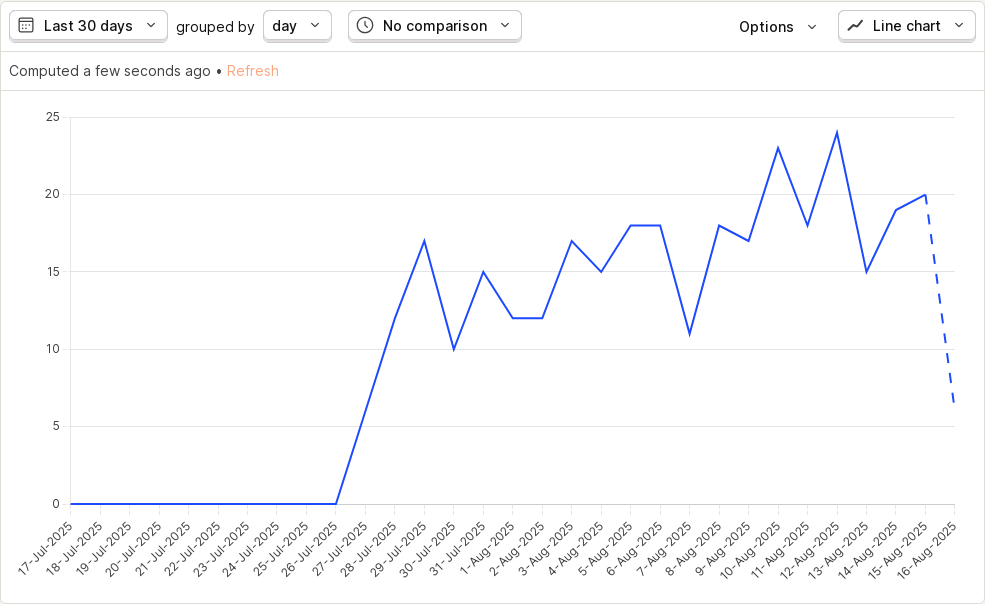 Last 30 days grouped by day No comparison Options Line chart
Computed a few seconds ago • Refresh
25
20
15
10
5
0
17-Jul-2025
18-Jul-2025
19-Jul-2025
20-Jul-2025
21-Jul-2025
22-Jul-2025
23-Jul-2025
24-Jul-2025
25-Jul-2025
26-Jul-2025
27-Jul-2025
28-Jul-2025
29-Jul-2025
30-Jul-2025
31-Jul-2025
1-Aug-2025
2-Aug-2025
3-Aug-2025
4-Aug-2025
5-Aug-2025
6-Aug-2025
7-Aug-2025
8-Aug-2025
9-Aug-2025
10-Aug-2025
11-Aug-2025
12-Aug-2025
13-Aug-2025
14-Aug-2025
15-Aug-2025
16-Aug-2025